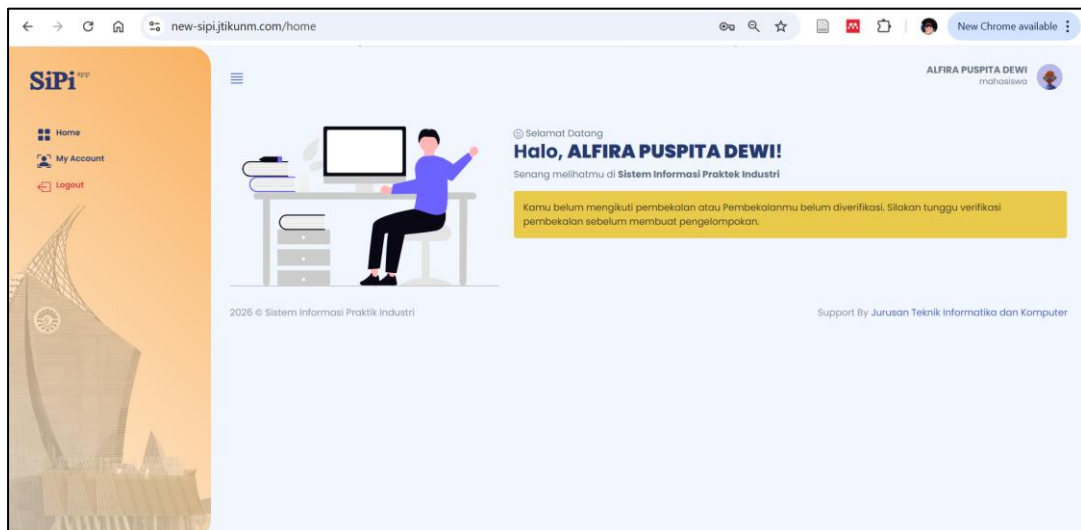 new-sipi.jtikunm.com/home
New Chrome available
SiPi app
ALFIRA PUSPITA DEWI
mahasiswa
Home
My Account
Logout
Selamat Datang
Halo, ALFIRA PUSPITA DEWI!
Senang melihatmu di Sistem Informasi Praktek Industri
Kamu belum mengikuti pembekalan atau Pembekalanmu belum diverifikasi. Silakan tunggu verifikasi
pembekalan sebelum membuat pengelompokan.
2026 © Sistem Informasi Praktik Industri
Support By Jurusan Teknik Informatika dan Komputer